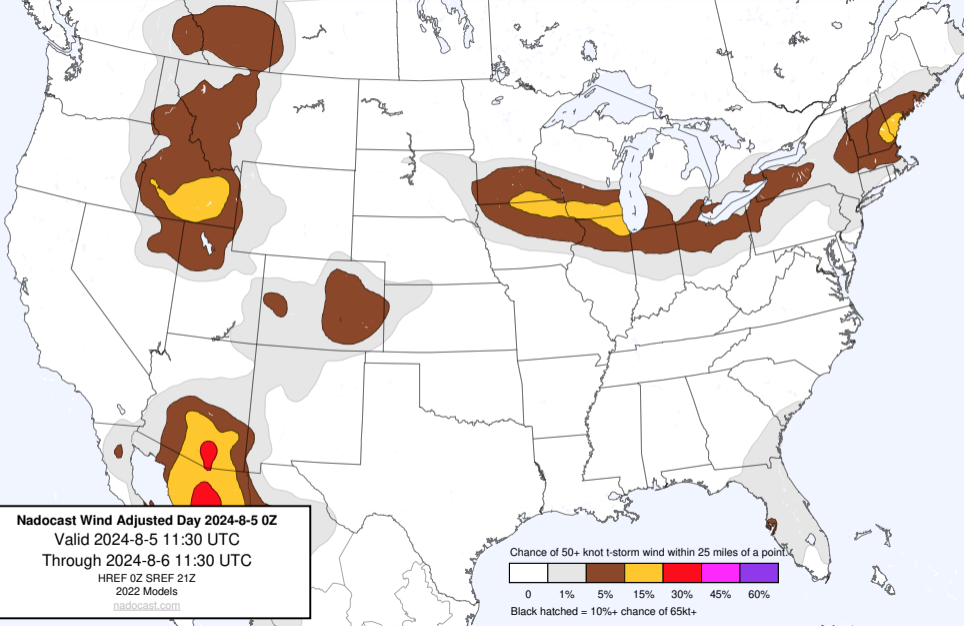 Nadocast Wind Adjusted Day 2024-8-5 0Z
Valid 2024-8-5 11:30 UTC
Through 2024-8-6 11:30 UTC
HREF 0Z SREF 21Z
2022 Models
nadocast.com
Chance of 50+ knot t-storm wind within 25 miles of a point.
0 1% 5% 15% 30% 45% 60%
Black hatched = 10%+ chance of 65kt+